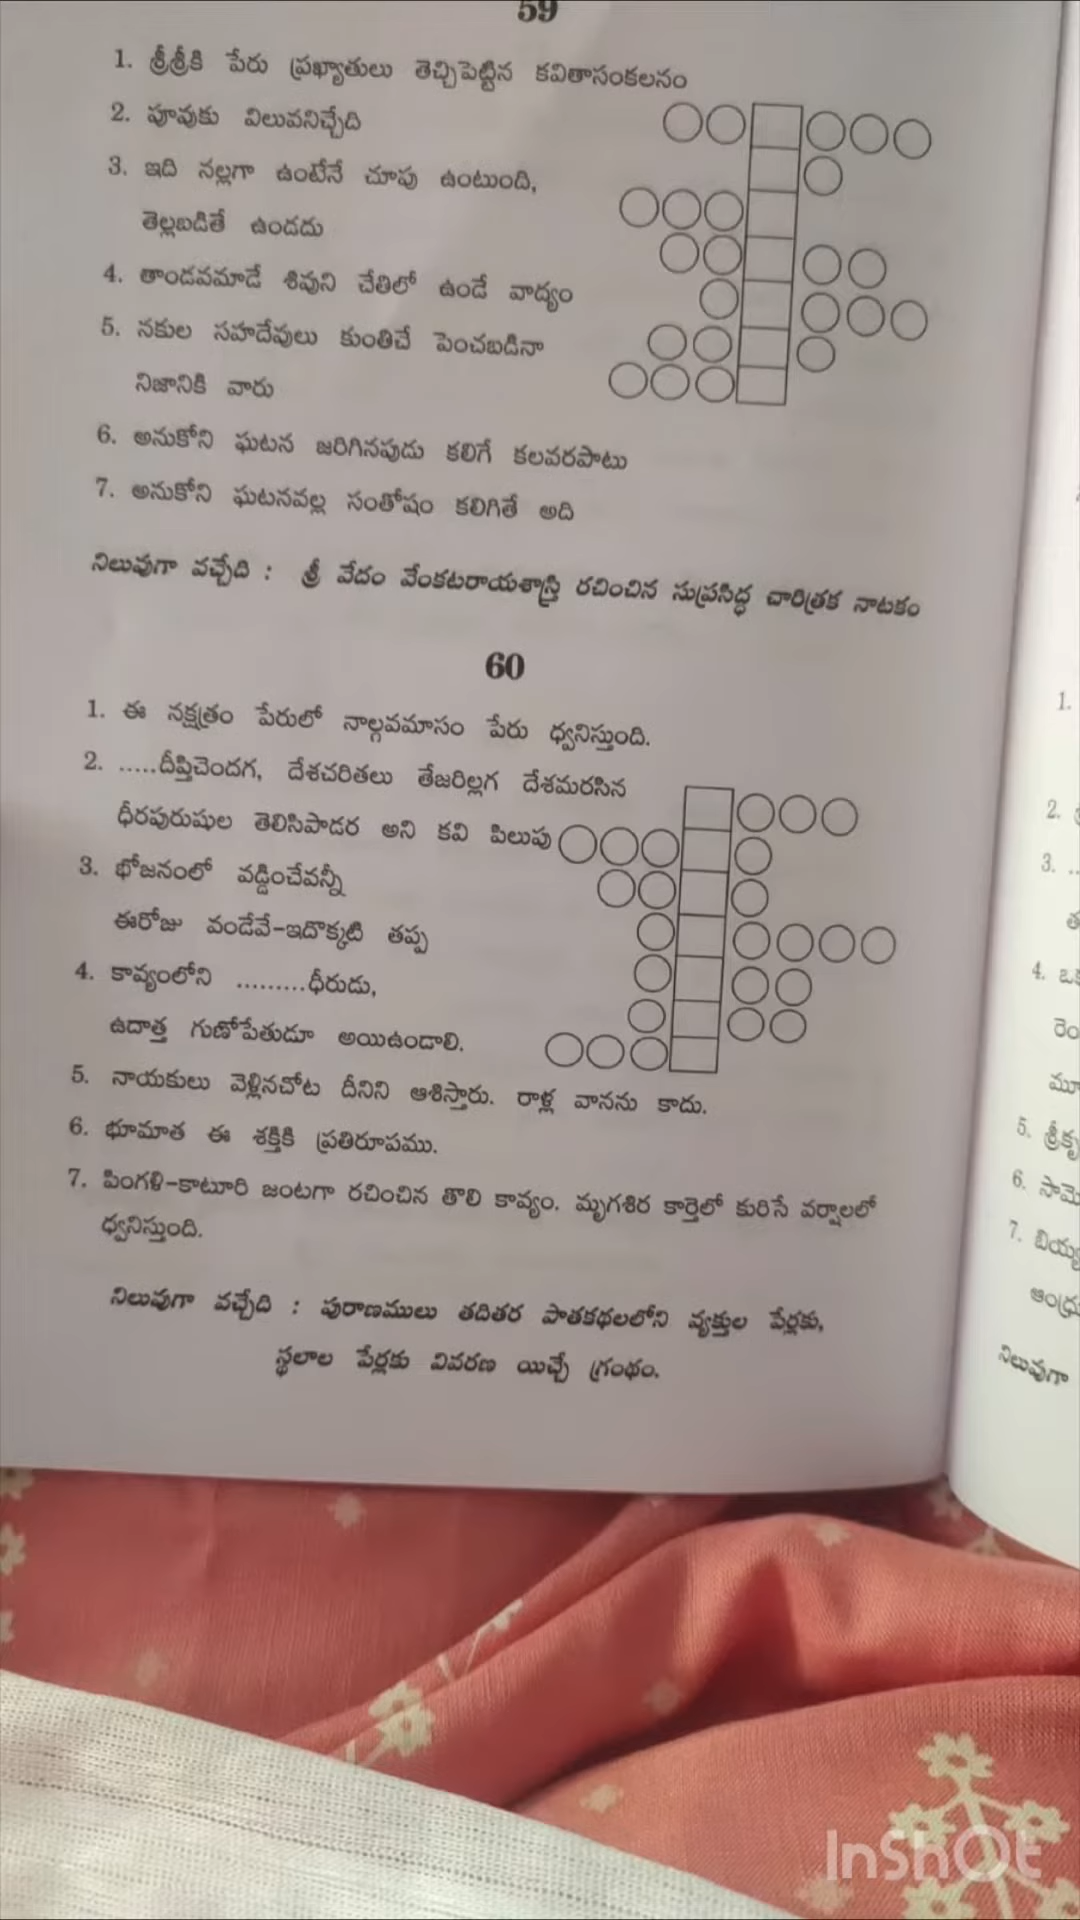 59
1. శ్రీశ్రీకి పేరు ప్రఖ్యాతులు తెచ్చిపెట్టిన కవితాసంకలనం
2. పూవుకు విలువనిచ్చేది
3. ఇది నల్లగా ఉంటేనే చూపు ఉంటుంది,
తెల్లబడితే ఉండదు
4. తాండవమాడే శివుని చేతిలో ఉండే వాద్యం
5. నకుల సహదేవులు కుంతిచే పెంచబడినా
నిజానికి వారు
6. అనుకోని ఘటన జరిగినపుడు కలిగే కలవరపాటు
7. అనుకోని ఘటనవల్ల సంతోషం కలిగితే అది
నిలువుగా వచ్చేది : శ్రీ వేదం వేంకటరాయశాస్త్రి రచించిన సుప్రసిద్ధ చారిత్రక నాటకం
60
1. ఈ నక్షత్రం పేరులో నాల్గవమాసం పేరు ధ్వనిస్తుంది.
2. .....దీప్తిచెందగ, దేశచరితలు తేజరిల్లగ దేశమరసిన
ధీరపురుషుల తెలిసిపాడర అని కవి పిలుపు
3. భోజనంలో వడ్డించేవన్నీ
ఈరోజు వండేవే-ఇదొక్కటి తప్ప
4. కావ్యంలోని .........ధీరుడు,
ఉదాత్త గుణోపేతుడూ అయిఉండాలి.
5. నాయకులు వెళ్లినచోట దీనిని ఆశిస్తారు. రాళ్ల వానను కాదు.
6. భూమాత ఈ శక్తికి ప్రతిరూపము.
7. పింగళి-కాటూరి జంటగా రచించిన తొలి కావ్యం. మృగశిర కార్తెలో కురిసే వర్షాలలో
ధ్వనిస్తుంది.
నిలువుగా వచ్చేది : పురాణములు తదితర పాతకథలలోని వ్యక్తుల పేర్లకు,
స్థలాల పేర్లకు వివరణ యిచ్చే గ్రంథం.
1.
2.
3. ..
4. ఒక
5. శ్రీకృ
6. సామె
7. బియ్య
ఆంధ్రు
నిలువుగా
InShOt